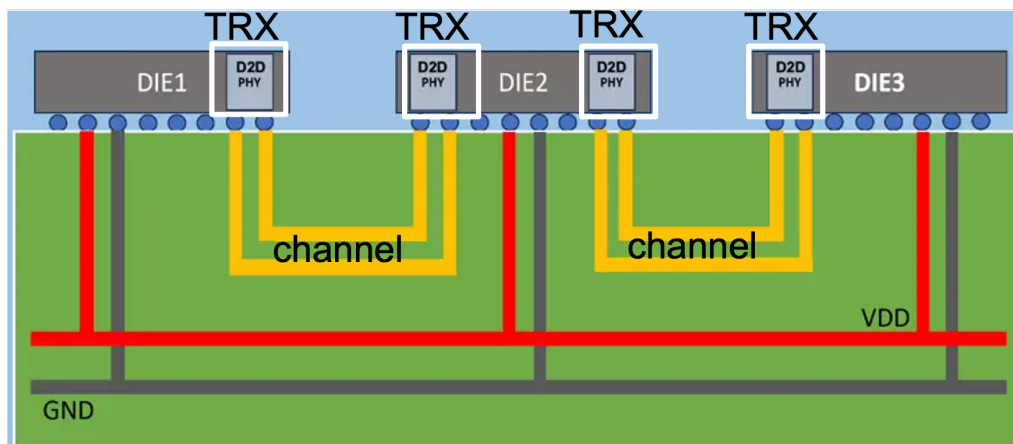 TRX
TRX
TRX
TRX
DIE1
D2D
PHY
D2D
PHY
DIE2
D2D
PHY
D2D
PHY
DIE3
channel
channel
VDD
GND